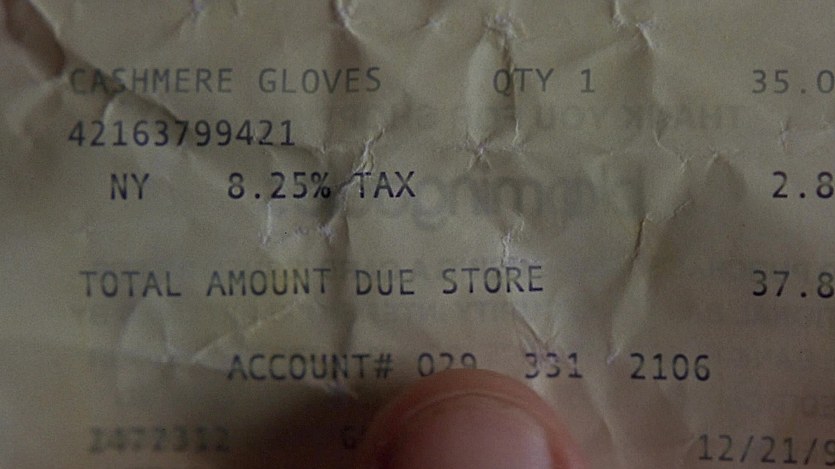 CASHMERE GLOVES QTY 1 35.0
42163799421
NY 8.25% TAX 2.8
TOTAL AMOUNT DUE STORE 37.8
ACCOUNT# 029 331 2106
12/21/9